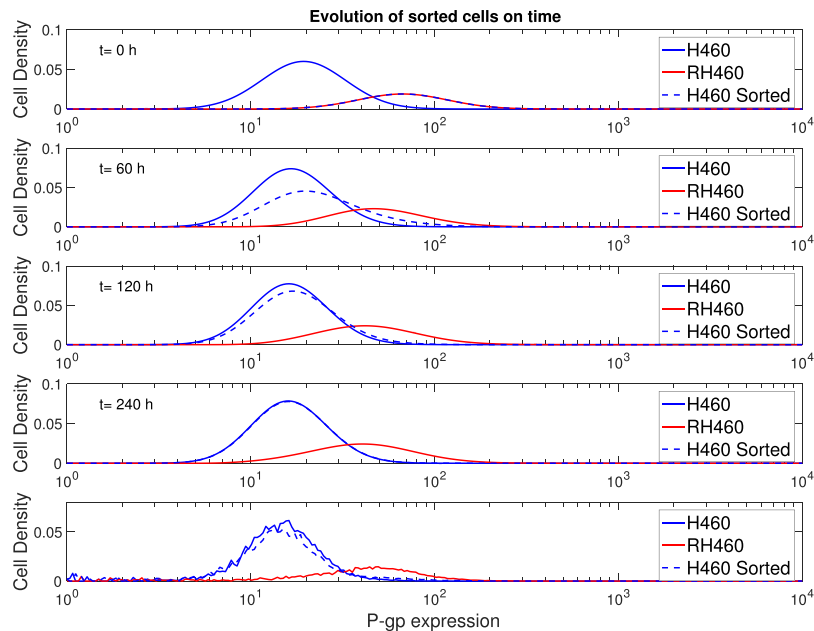 Evolution of sorted cells on time
Cell Density
0.1
0.05
0
t= 0 h
H460
RH460
H460 Sorted
10^0 10^1 10^2 10^3 10^4
Cell Density
0.1
0.05
0
t= 60 h
H460
RH460
H460 Sorted
10^0 10^1 10^2 10^3 10^4
Cell Density
0.1
0.05
0
t= 120 h
H460
RH460
H460 Sorted
10^0 10^1 10^2 10^3 10^4
Cell Density
0.1
0.05
0
t= 240 h
H460
RH460
H460 Sorted
10^0 10^1 10^2 10^3 10^4
Cell Density
0.05
0
H460
RH460
H460 Sorted
10^0 10^1 10^2 10^3 10^4
P-gp expression